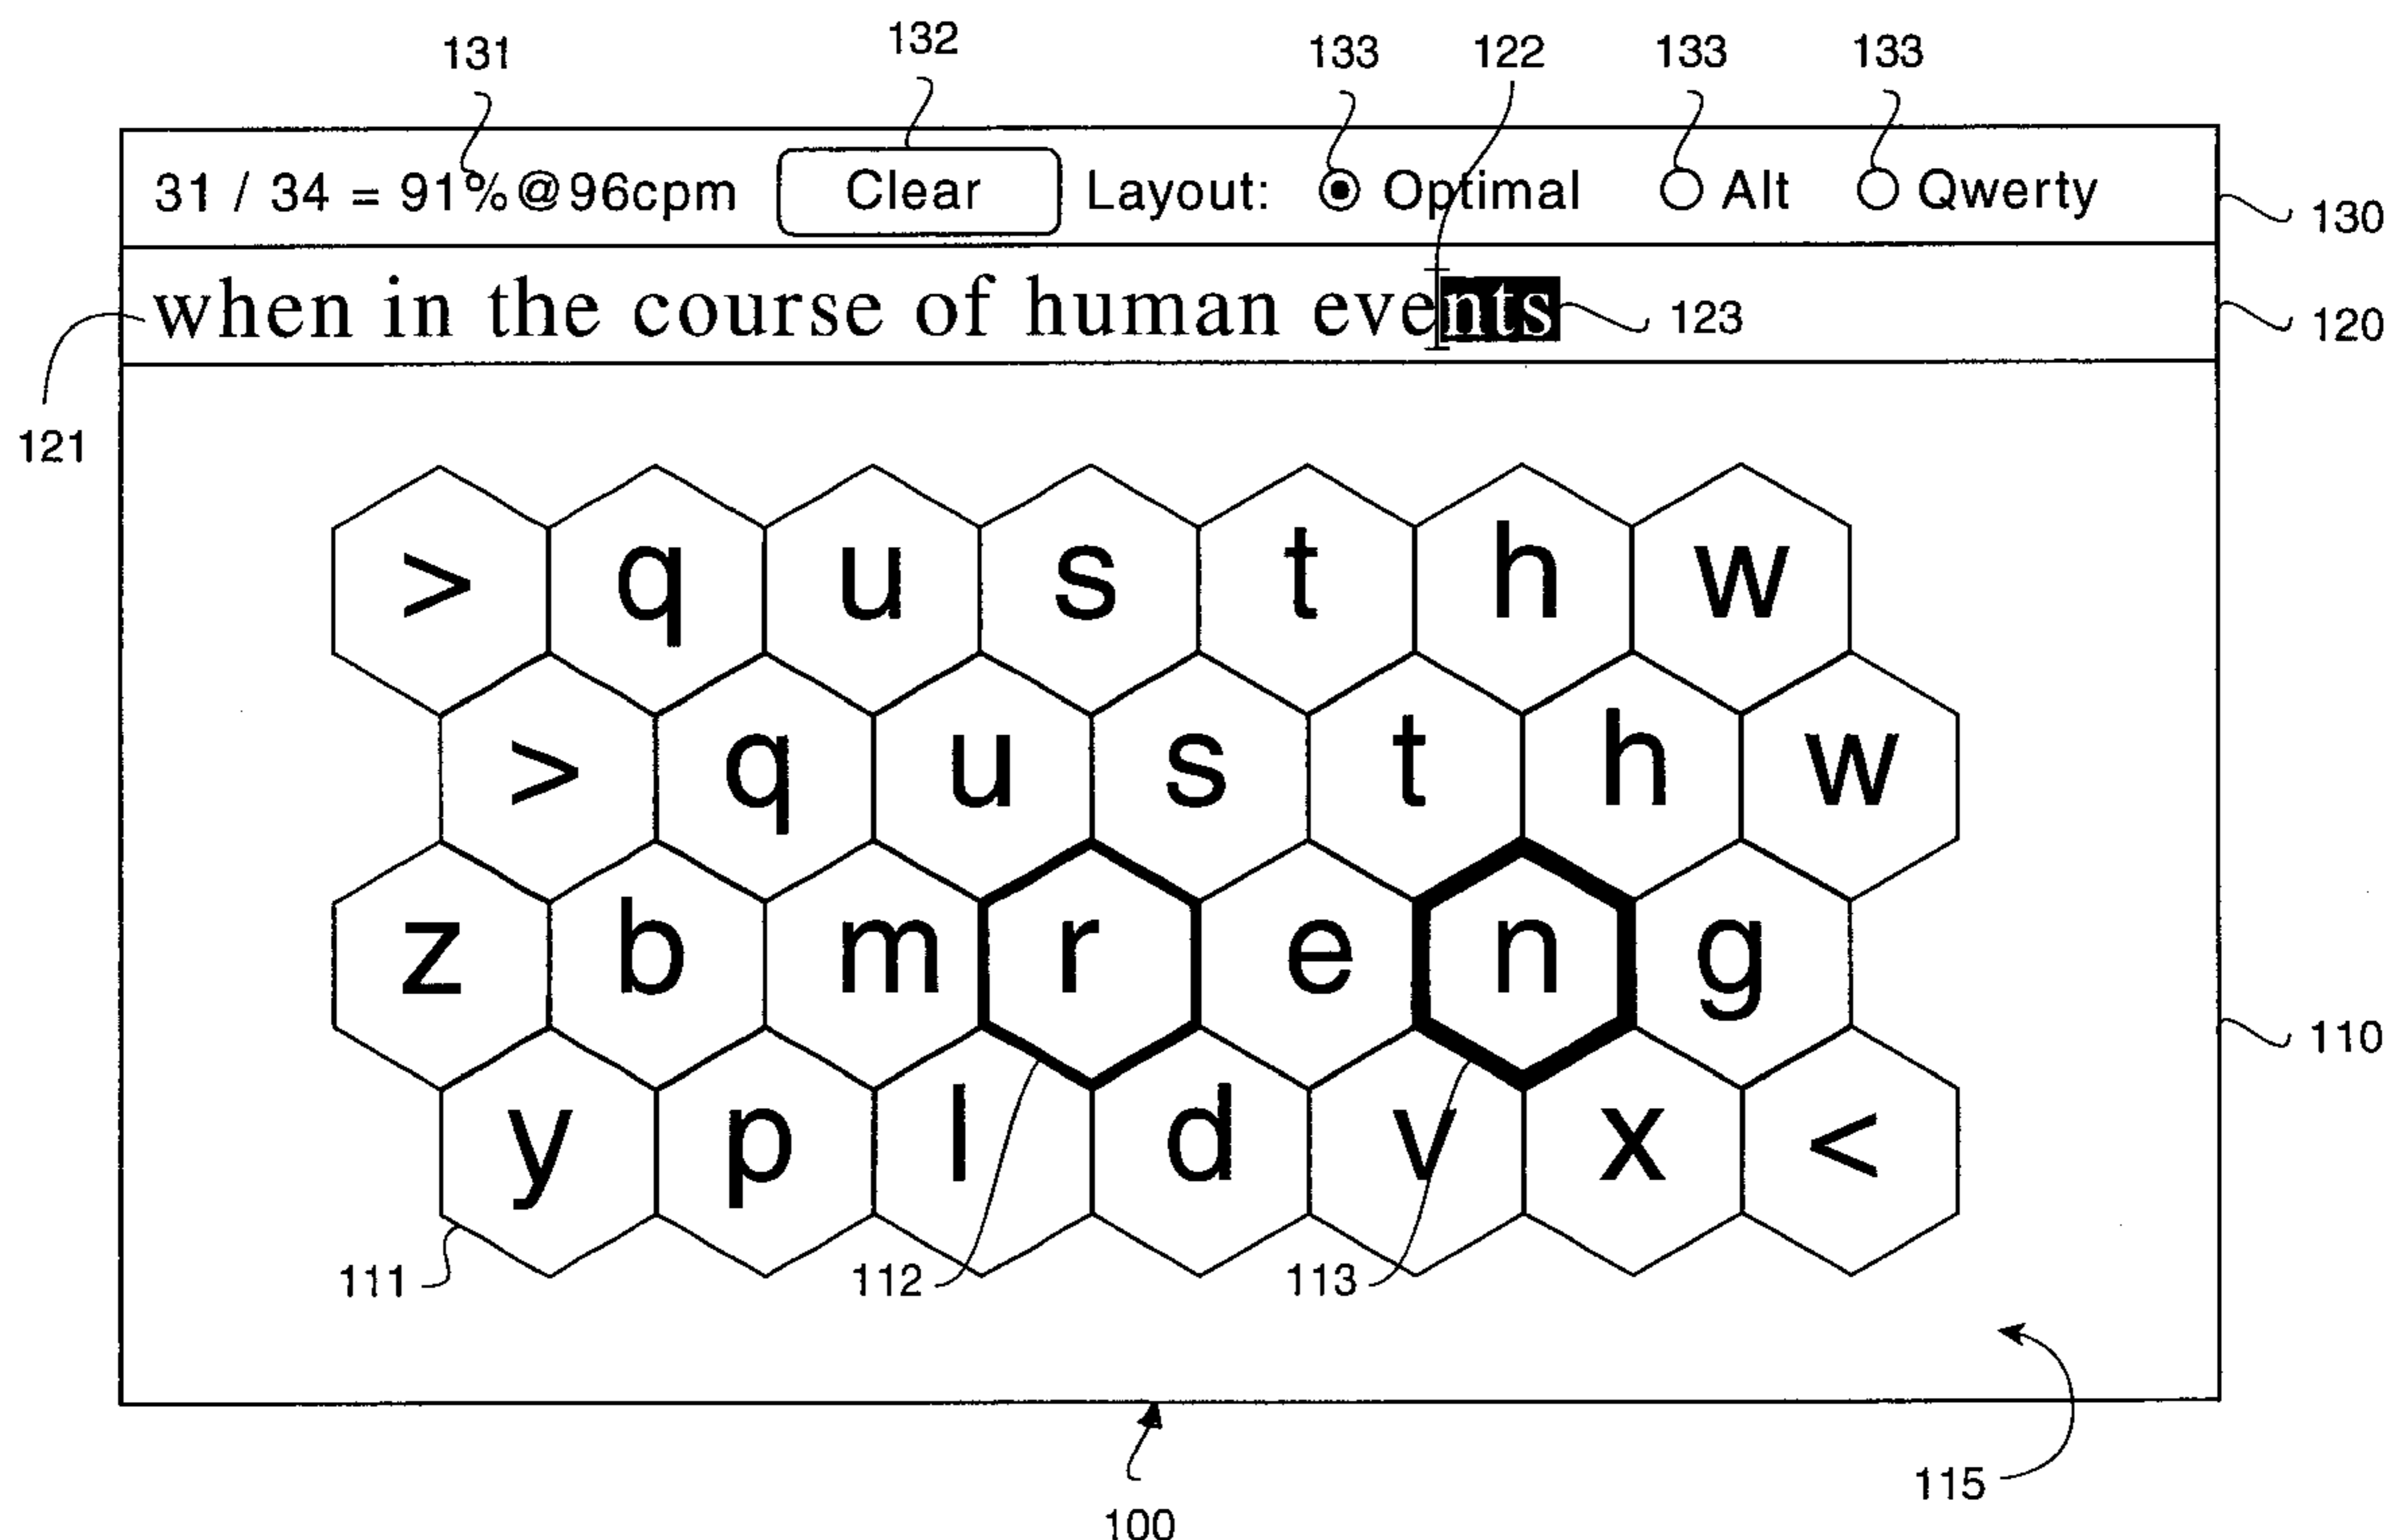 131 132 133 122 133 133
31 / 34 = 91%@96cpm Clear Layout: Optimal Alt Qwerty 130
when in the course of human events 123 120
121
> q u s t h w
> q u s t h w
z b m r e n g
110
y p l d v x <
111 112 113
115
100